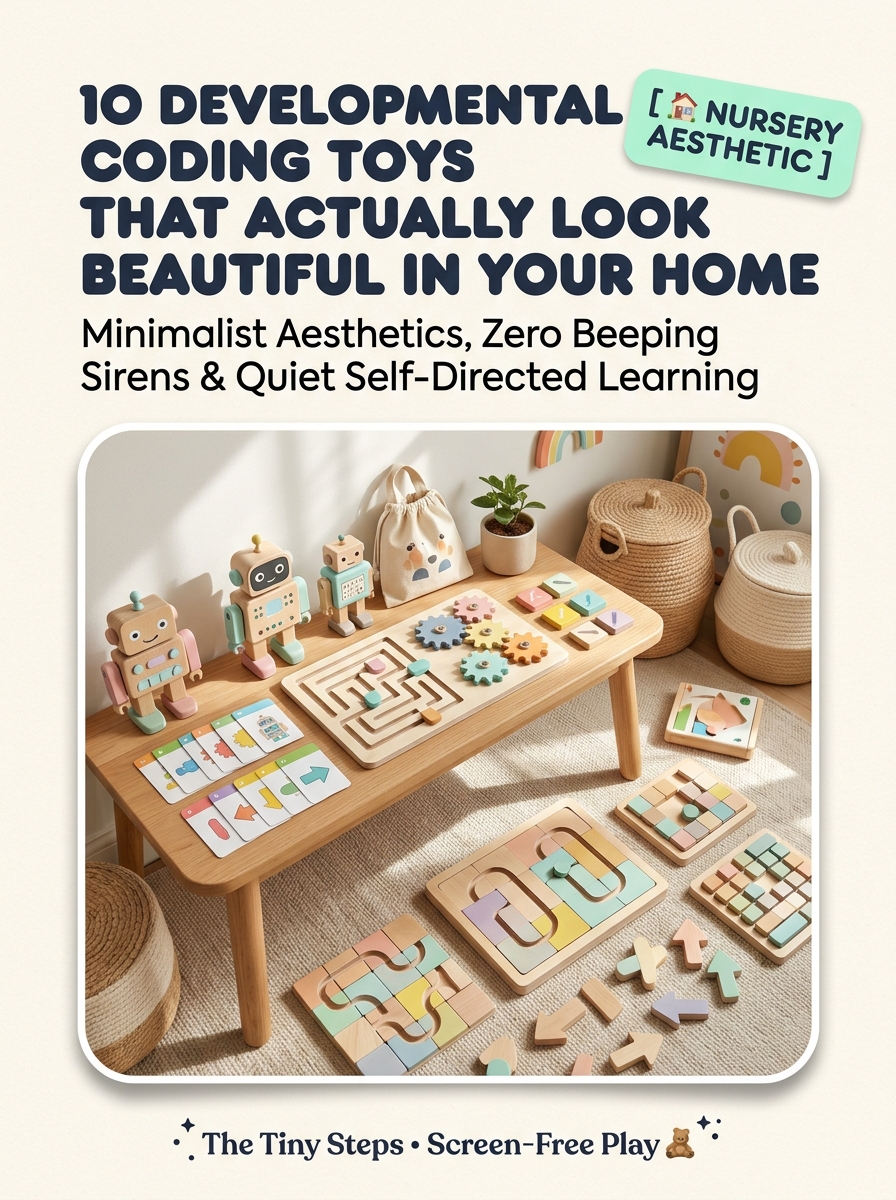 10 DEVELOPMENTAL
CODING TOYS
THAT ACTUALLY LOOK
BEAUTIFUL IN YOUR HOME
[🏠 NURSERY
AESTHETIC]
Minimalist Aesthetics, Zero Beeping
Sirens & Quiet Self-Directed Learning
The Tiny Steps • Screen-Free Play 🧸